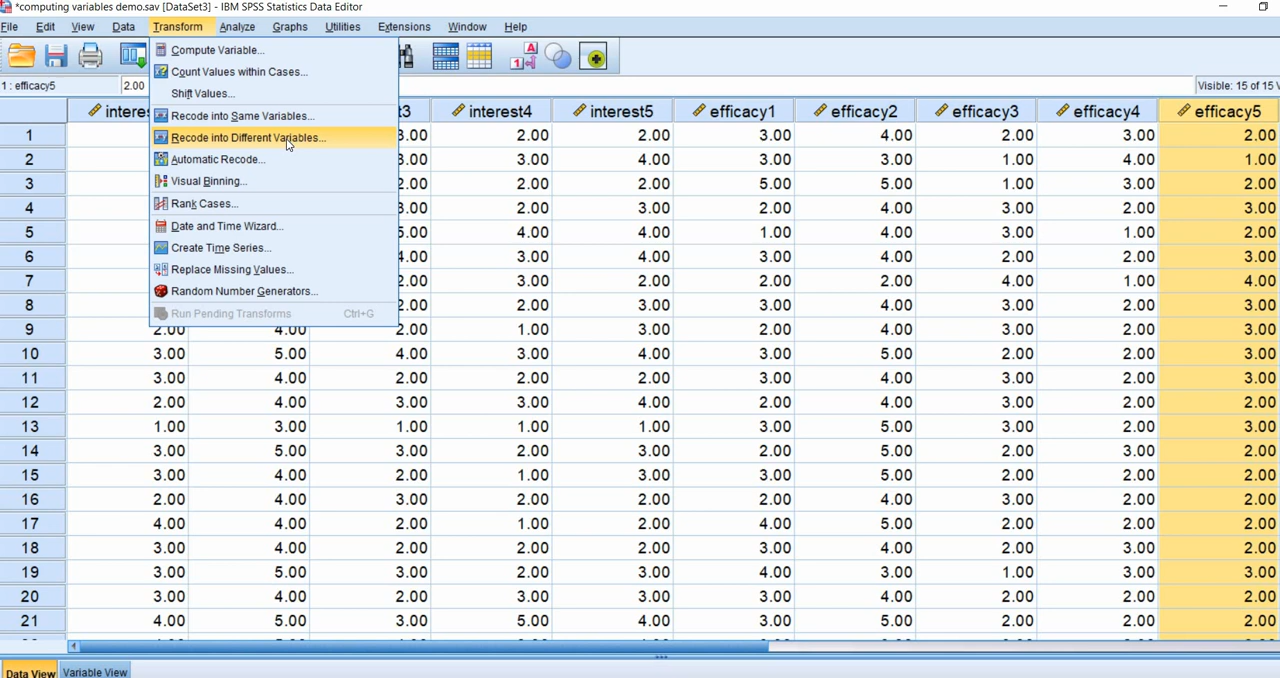 *computing variables demo.sav [DataSet3] - IBM SPSS Statistics Data Editor
File Edit View Data Transform Analyze Graphs Utilities Extensions Window Help
Compute Variable...
Count Values within Cases...
Shift Values...
Recode into Same Variables...
Recode into Different Variables...
Automatic Recode...
Visual Binning...
Rank Cases...
Date and Time Wizard...
Create Time Series...
Replace Missing Values...
Random Number Generators...
Run Pending Transforms Ctrl+G
1 : efficacy5 2.00 Visible: 15 of 15 V
interest4 interest5 efficacy1 efficacy2 efficacy3 efficacy4 efficacy5
1 3.00 2.00 2.00 3.00 4.00 2.00 3.00 2.00
2 3.00 3.00 4.00 3.00 3.00 1.00 4.00 1.00
3 2.00 2.00 2.00 5.00 5.00 1.00 3.00 2.00
4 3.00 2.00 3.00 2.00 4.00 3.00 2.00 3.00
5 5.00 4.00 4.00 1.00 4.00 3.00 1.00 2.00
6 4.00 3.00 4.00 3.00 4.00 2.00 2.00 3.00
7 2.00 3.00 2.00 2.00 2.00 4.00 1.00 4.00
8 2.00 2.00 2.00 3.00 4.00 3.00 2.00 3.00
9 2.00 4.00 2.00 1.00 3.00 2.00 4.00 3.00 2.00 3.00
10 3.00 5.00 4.00 3.00 4.00 3.00 5.00 2.00 2.00 3.00
11 3.00 4.00 2.00 2.00 2.00 3.00 4.00 3.00 2.00 3.00
12 2.00 4.00 3.00 3.00 4.00 2.00 4.00 3.00 2.00 2.00
13 1.00 3.00 1.00 1.00 1.00 3.00 5.00 3.00 2.00 3.00
14 3.00 5.00 3.00 2.00 3.00 2.00 5.00 3.00 3.00 2.00
15 3.00 4.00 2.00 1.00 3.00 3.00 5.00 2.00 2.00 2.00
16 2.00 4.00 3.00 2.00 2.00 2.00 4.00 3.00 2.00 2.00
17 4.00 4.00 2.00 1.00 2.00 4.00 5.00 2.00 2.00 2.00
18 3.00 4.00 2.00 2.00 2.00 3.00 4.00 2.00 3.00 2.00
19 3.00 5.00 3.00 2.00 3.00 4.00 3.00 1.00 3.00 3.00
20 3.00 4.00 2.00 3.00 3.00 3.00 4.00 2.00 2.00 2.00
21 4.00 5.00 3.00 5.00 4.00 3.00 5.00 2.00 2.00 2.00
Data View Variable View